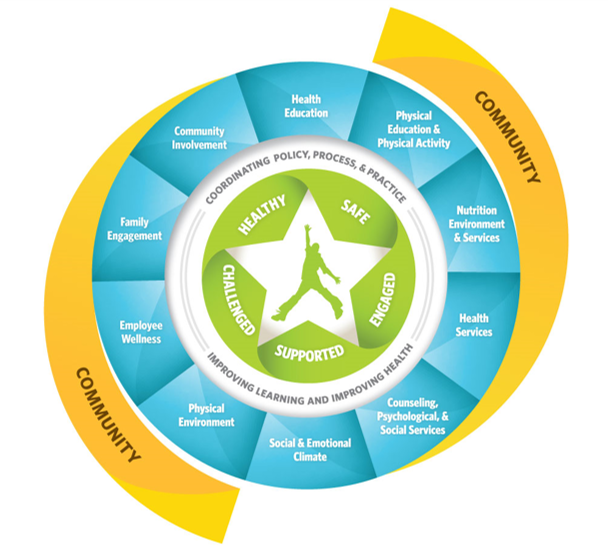 COMMUNITY
Health
Education
Physical
Education &
Physical Activity
Nutrition
Environment
& Services
Health
Services
Counseling,
Psychological, &
Social Services
Social & Emotional
Climate
Physical
Environment
Employee
Wellness
Family
Engagement
Community
Involvement
COORDINATING POLICY, PROCESS, & PRACTICE
HEALTHY
SAFE
ENGAGED
SUPPORTED
CHALLENGED
IMPROVING LEARNING AND IMPROVING HEALTH
COMMUNITY